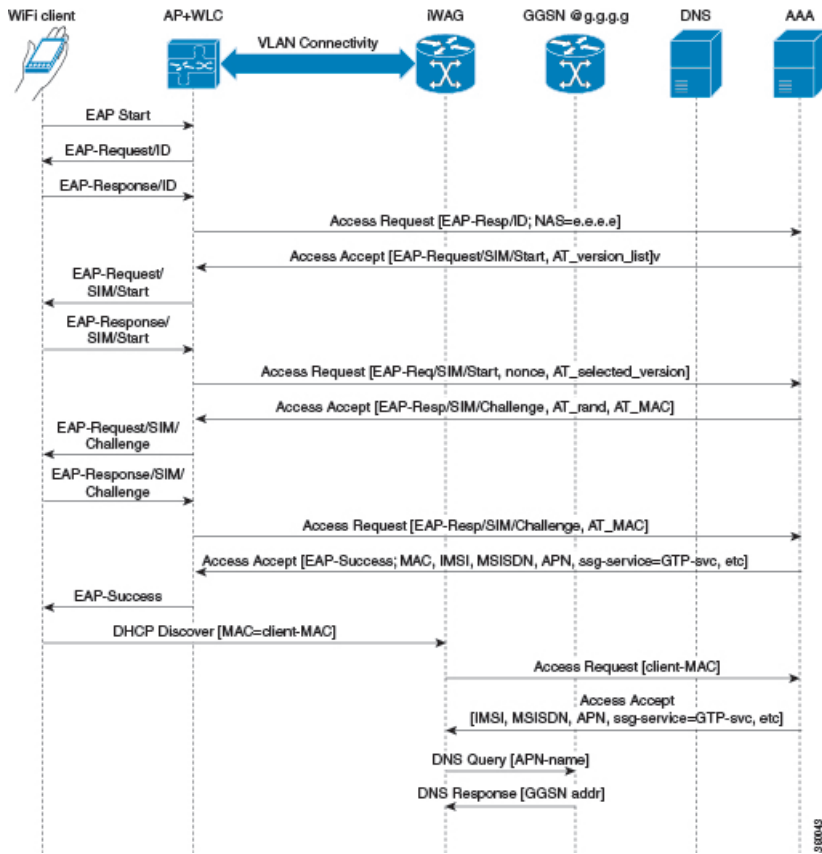 WiFi client
AP+WLC
iWAG
GGSN @g.g.g.g
DNS
AAA
VLAN Connectivity
EAP Start
EAP-Request/ID
EAP-Response/ID
Access Request [EAP-Resp/ID; NAS=e.e.e.e]
Access Accept [EAP-Request/SIM/Start, AT_version_list]v
EAP-Request/
SIM/Start
EAP-Response/
SIM/Start
Access Request [EAP-Req/SIM/Start, nonce, AT_selected_version]
Access Accept [EAP-Resp/SIM/Challenge, AT_rand, AT_MAC]
EAP-Request/SIM/
Challenge
EAP-Response/SIM/
Challenge
Access Request [EAP-Resp/SIM/Challenge, AT_MAC]
Access Accept [EAP-Success; MAC, IMSI, MSISDN, APN, ssg-service=GTP-svc, etc]
EAP-Success
DHCP Discover [MAC=client-MAC]
Access Request [client-MAC]
Access Accept
[IMSI, MSISDN, APN, ssg-service=GTP-svc, etc]
DNS Query [APN-name]
DNS Response [GGSN addr]